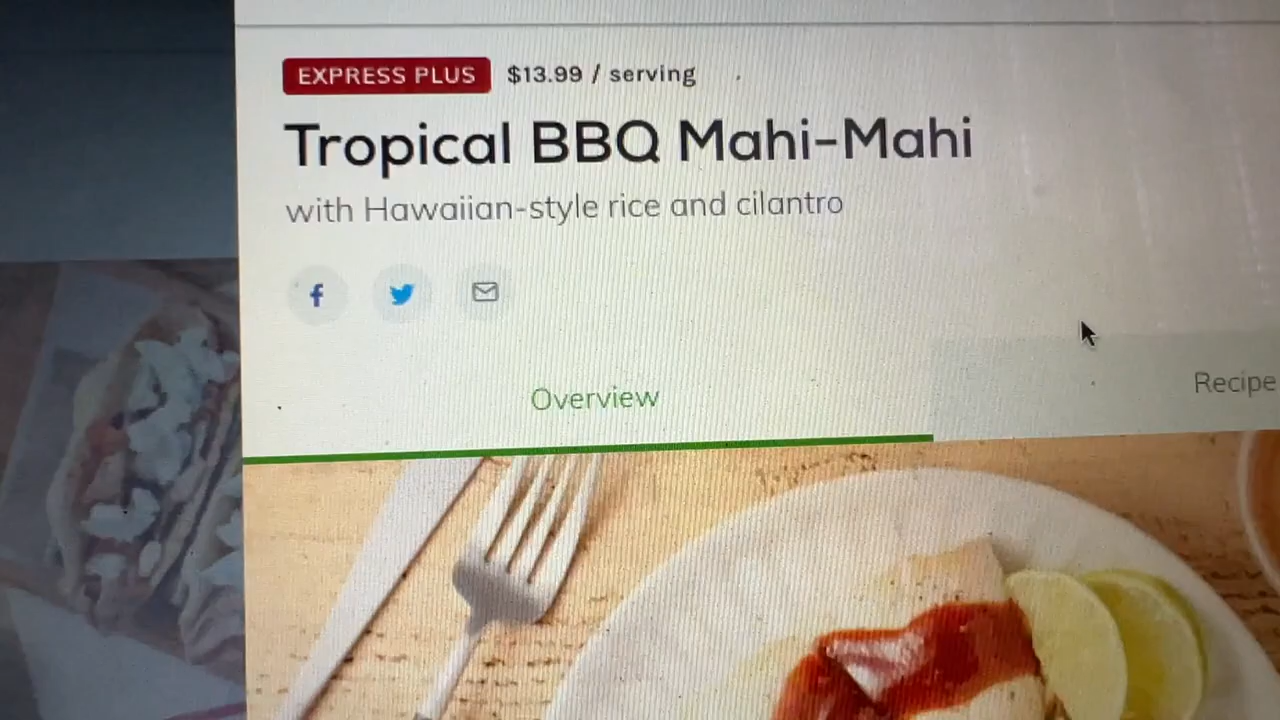 EXPRESS PLUS $13.99 / serving
Tropical BBQ Mahi-Mahi
with Hawaiian-style rice and cilantro
Overview
Recipe